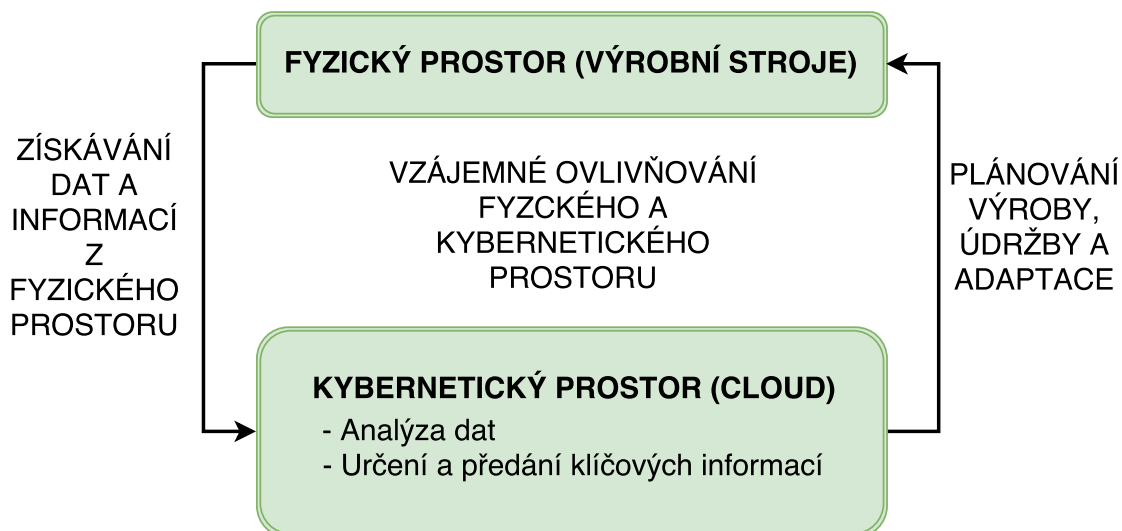 FYZICKÝ PROSTOR (VÝROBNÍ STROJE)
ZÍSKÁVÁNÍ
DAT A
INFORMACÍ
Z
FYZICKÉHO
PROSTORU
VZÁJEMNÉ OVLIVŇOVÁNÍ
FYZCKÉHO A
KYBERNETICKÉHO
PROSTORU
PLÁNOVÁNÍ
VÝROBY,
ÚDRŽBY A
ADAPTACE
KYBERNETICKÝ PROSTOR (CLOUD)
- Analýza dat
- Určení a předání klíčových informací